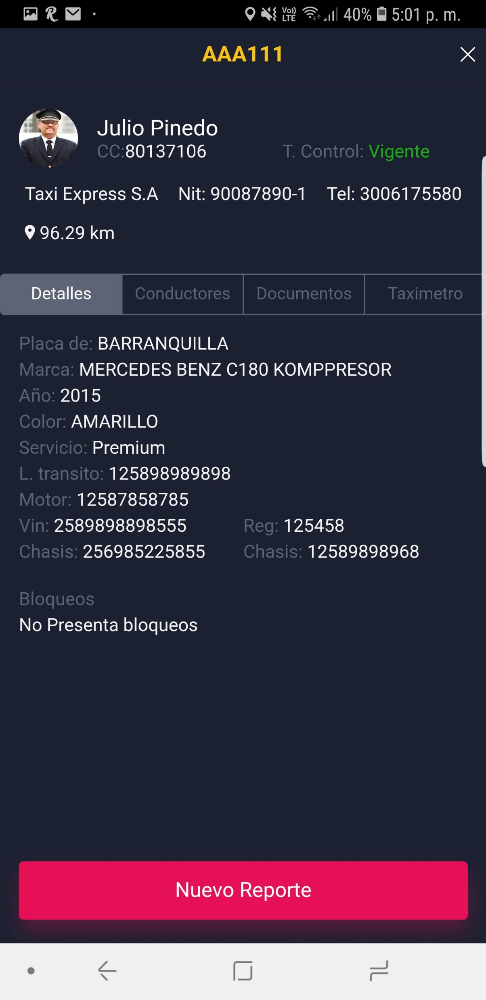 Vo)) LTE 40% 5:01 p. m.
AAA111
Julio Pinedo
CC:80137106 T. Control: Vigente
Taxi Express S.A Nit: 90087890-1 Tel: 3006175580
96.29 km
Detalles Conductores Documentos Taximetro
Placa de: BARRANQUILLA
Marca: MERCEDES BENZ C180 KOMPPRESOR
Año: 2015
Color: AMARILLO
Servicio: Premium
L. transito: 125898989898
Motor: 12587858785
Vin: 2589898898555 Reg: 125458
Chasis: 256985225855 Chasis: 12589898968
Bloqueos
No Presenta bloqueos
Nuevo Reporte